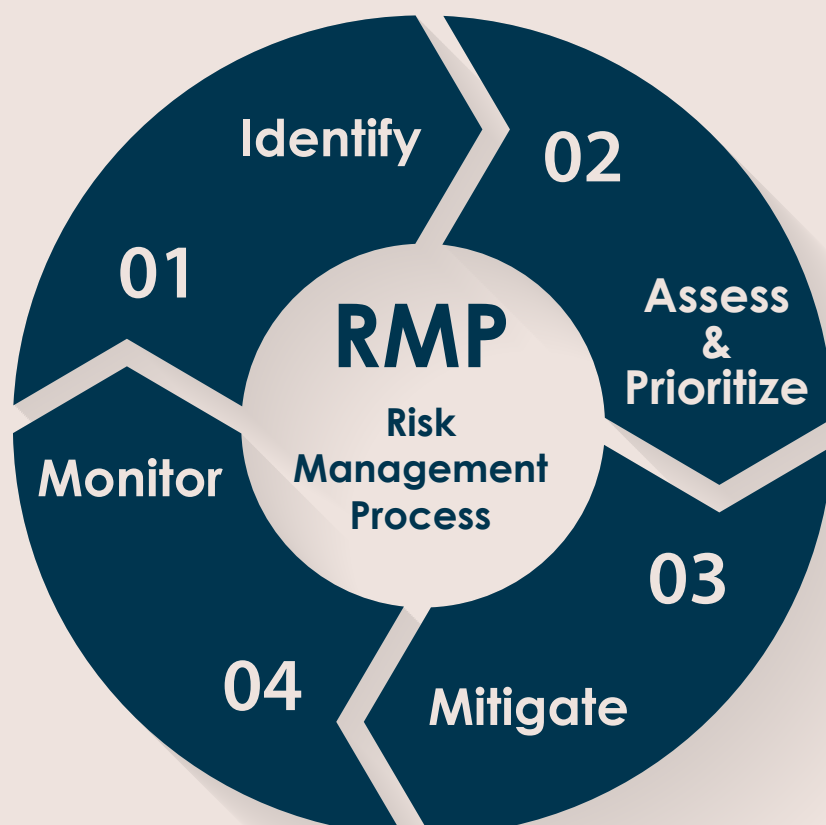 RMP
Risk
Management
Process
01
Identify
02
Assess
&
Prioritize
03
Mitigate
04
Monitor